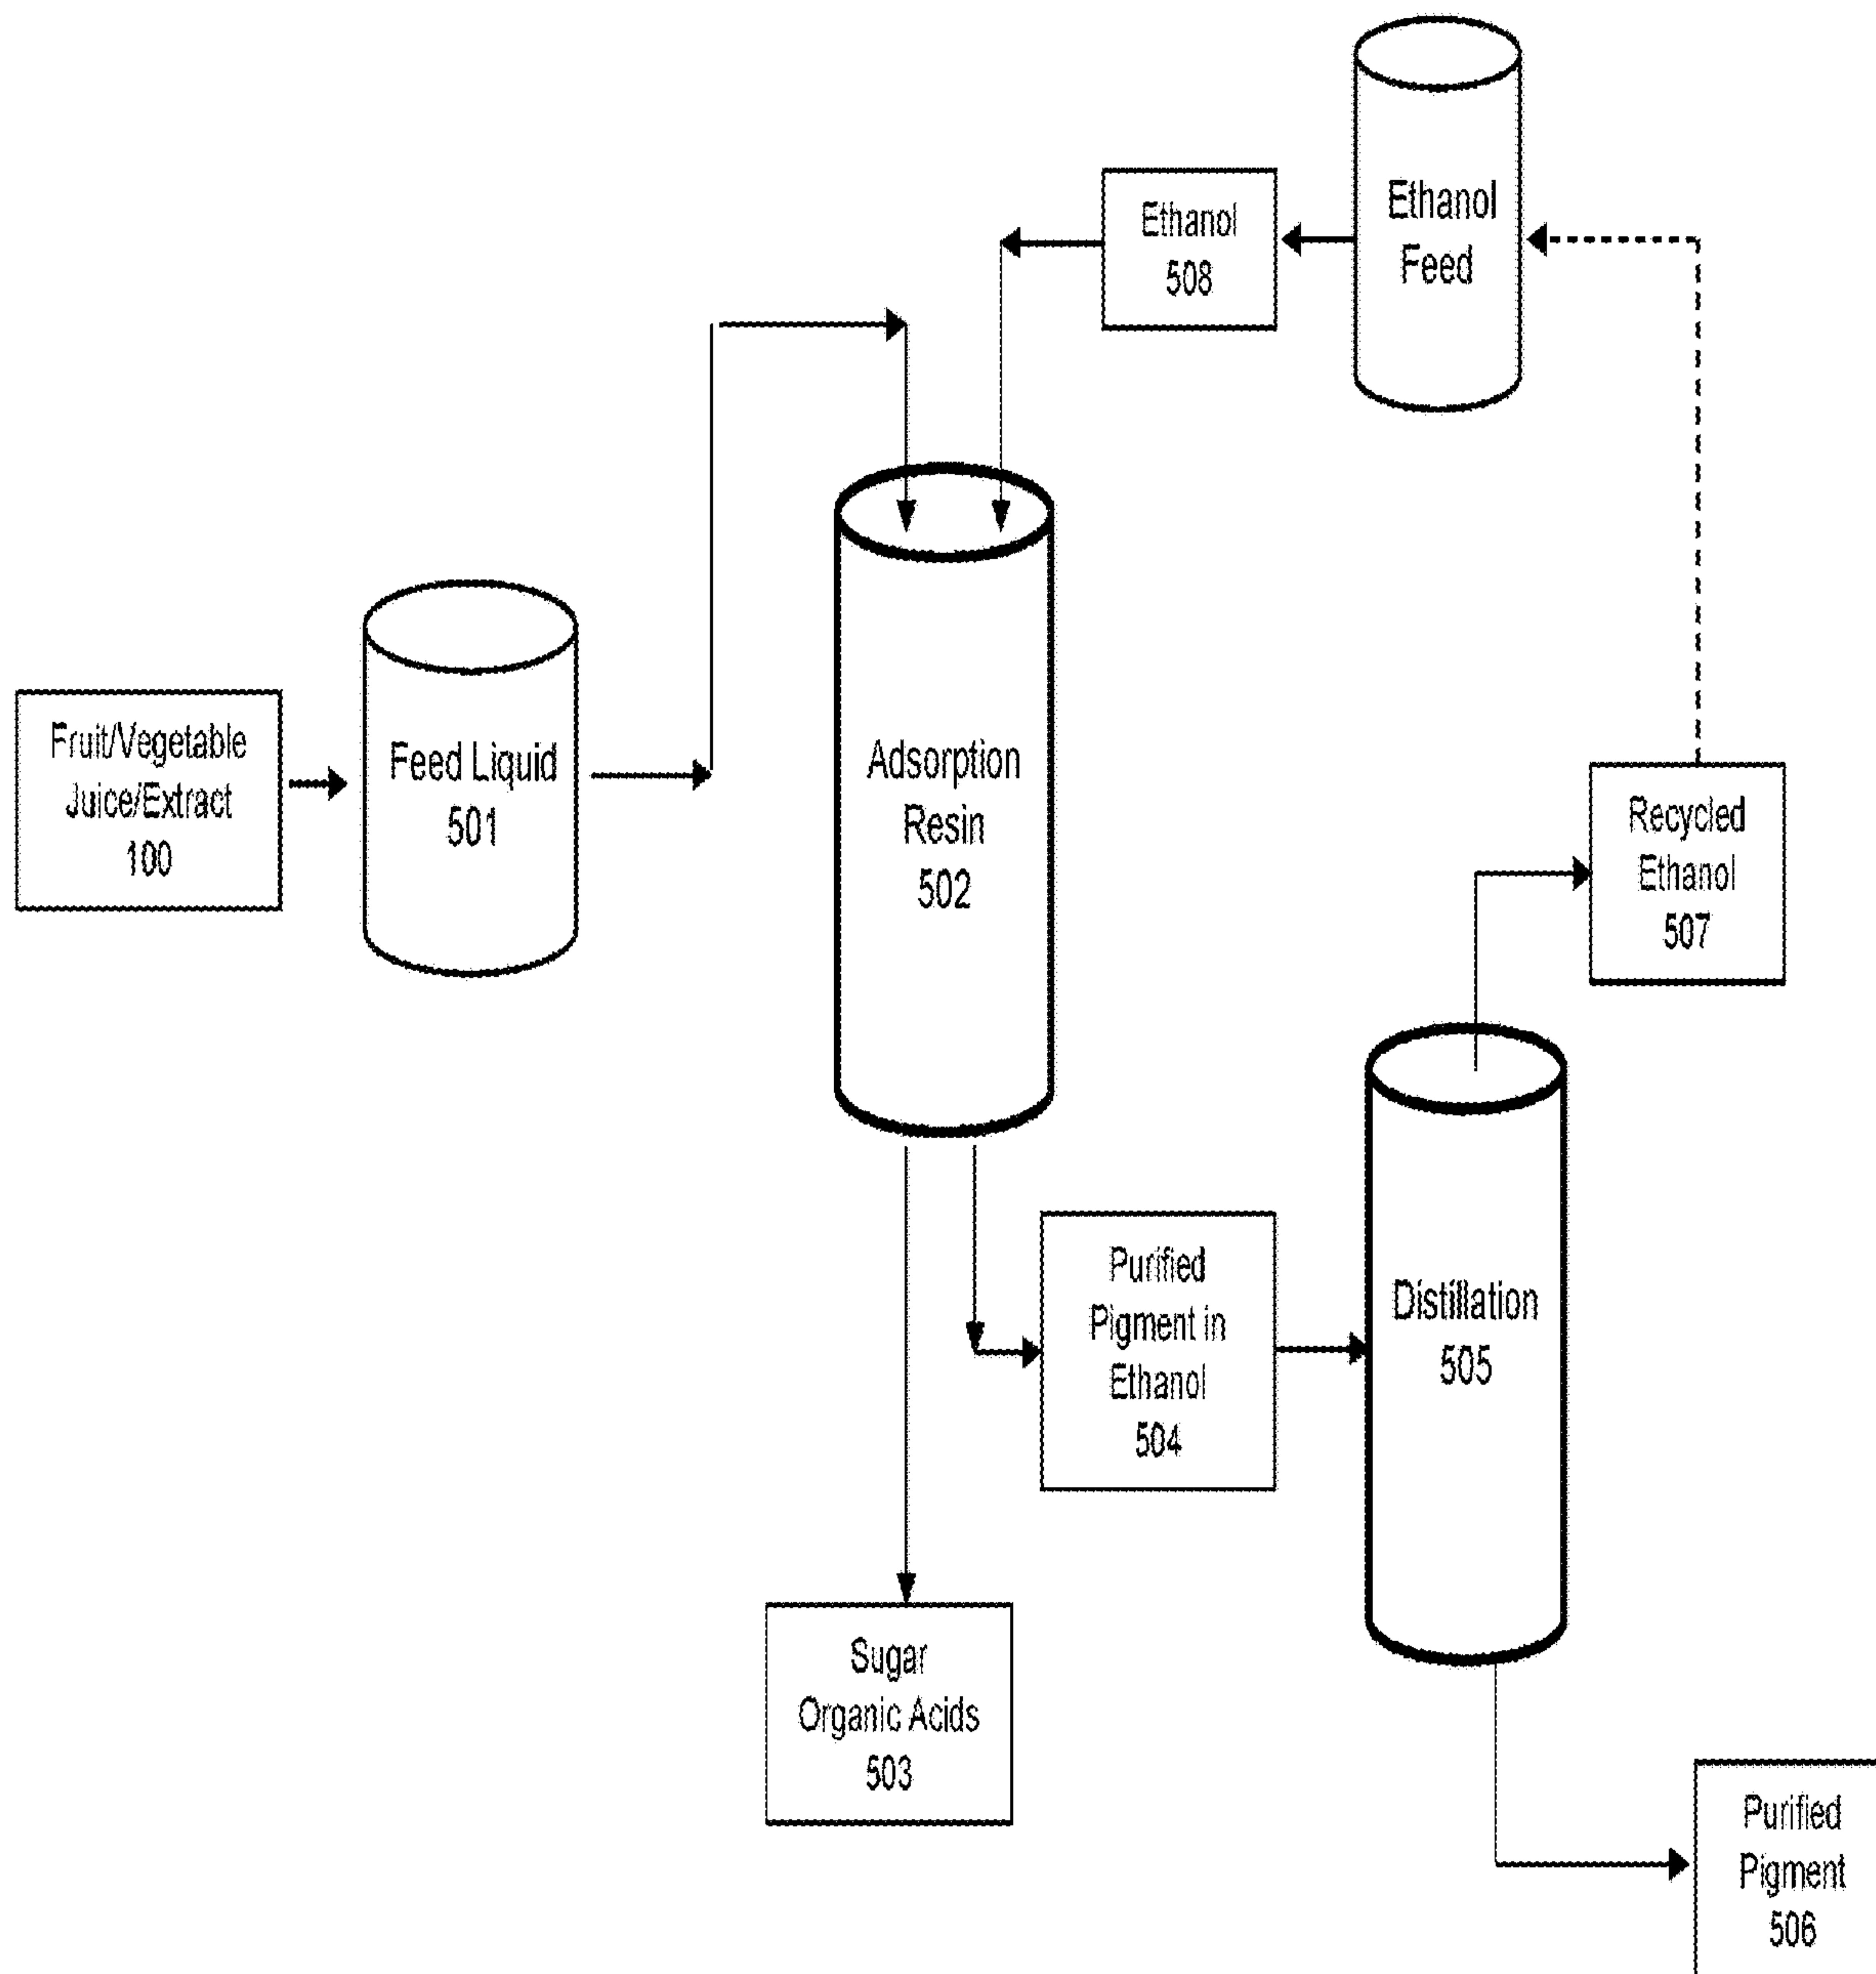 Ethanol
Feed
Ethanol
508
Fruit/Vegetable
Juice/Extract
100
Feed Liquid
501
Adsorption
Resin
502
Recycled
Ethanol
507
Purified
Pigment in
Ethanol
504
Distillation
505
Sugar
Organic Acids
503
Purified
Pigment
506